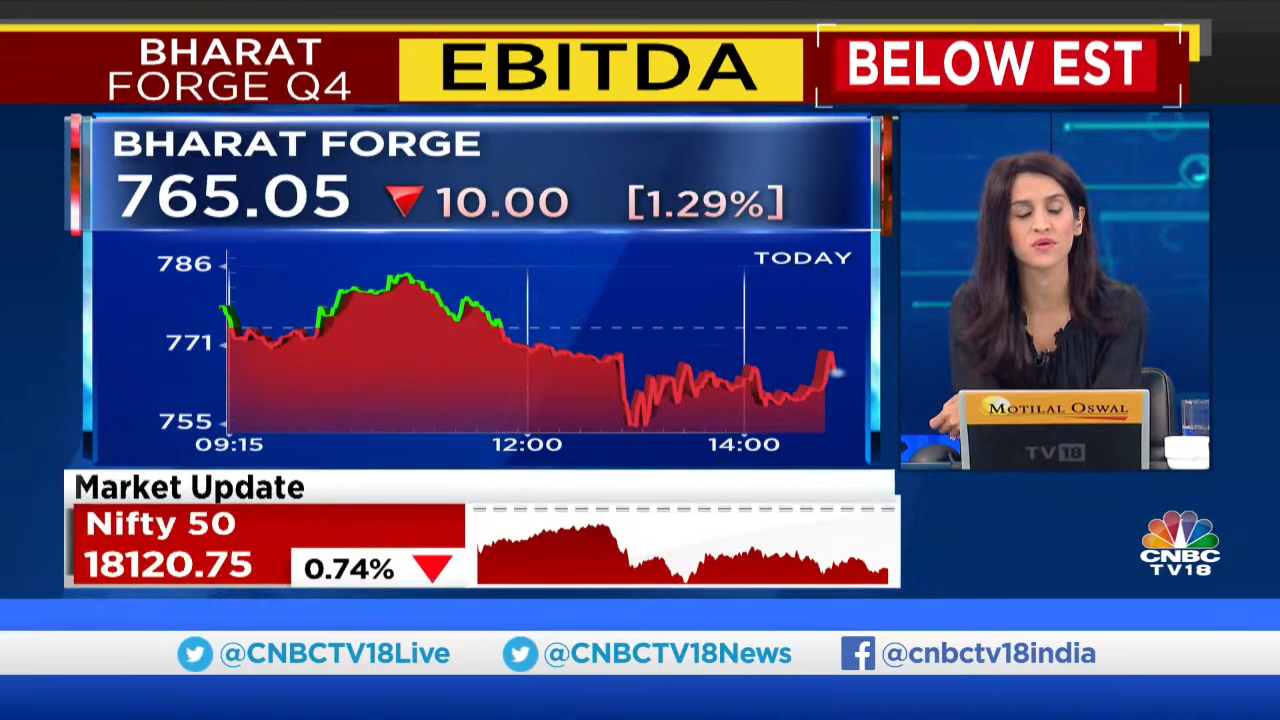 BHARAT
FORGE Q4
EBITDA
BELOW EST
BHARAT FORGE
765.05 10.00 [1.29%]
TODAY
786
771
755
09:15 12:00 14:00
MOTILAL OSWAL
TV18
Market Update
Nifty 50
18120.75 0.74%
CNBC
TV18
@CNBCTV18Live @CNBCTV18News @cnbctv18india